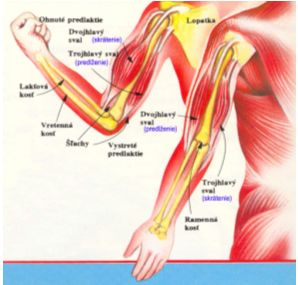 Ohnuté predlaktie
Lopatka
Dvojhlavý
sval (skrátenie)
Trojhlavý sval
(predĺženie)
Lakťová
kosť
Vretenná
kosť
Šľachy
Vystreté
predlaktie
Dvojhlavý
sval
(predĺženie)
Trojhlavý
sval
(skrátenie)
Ramenná
kosť